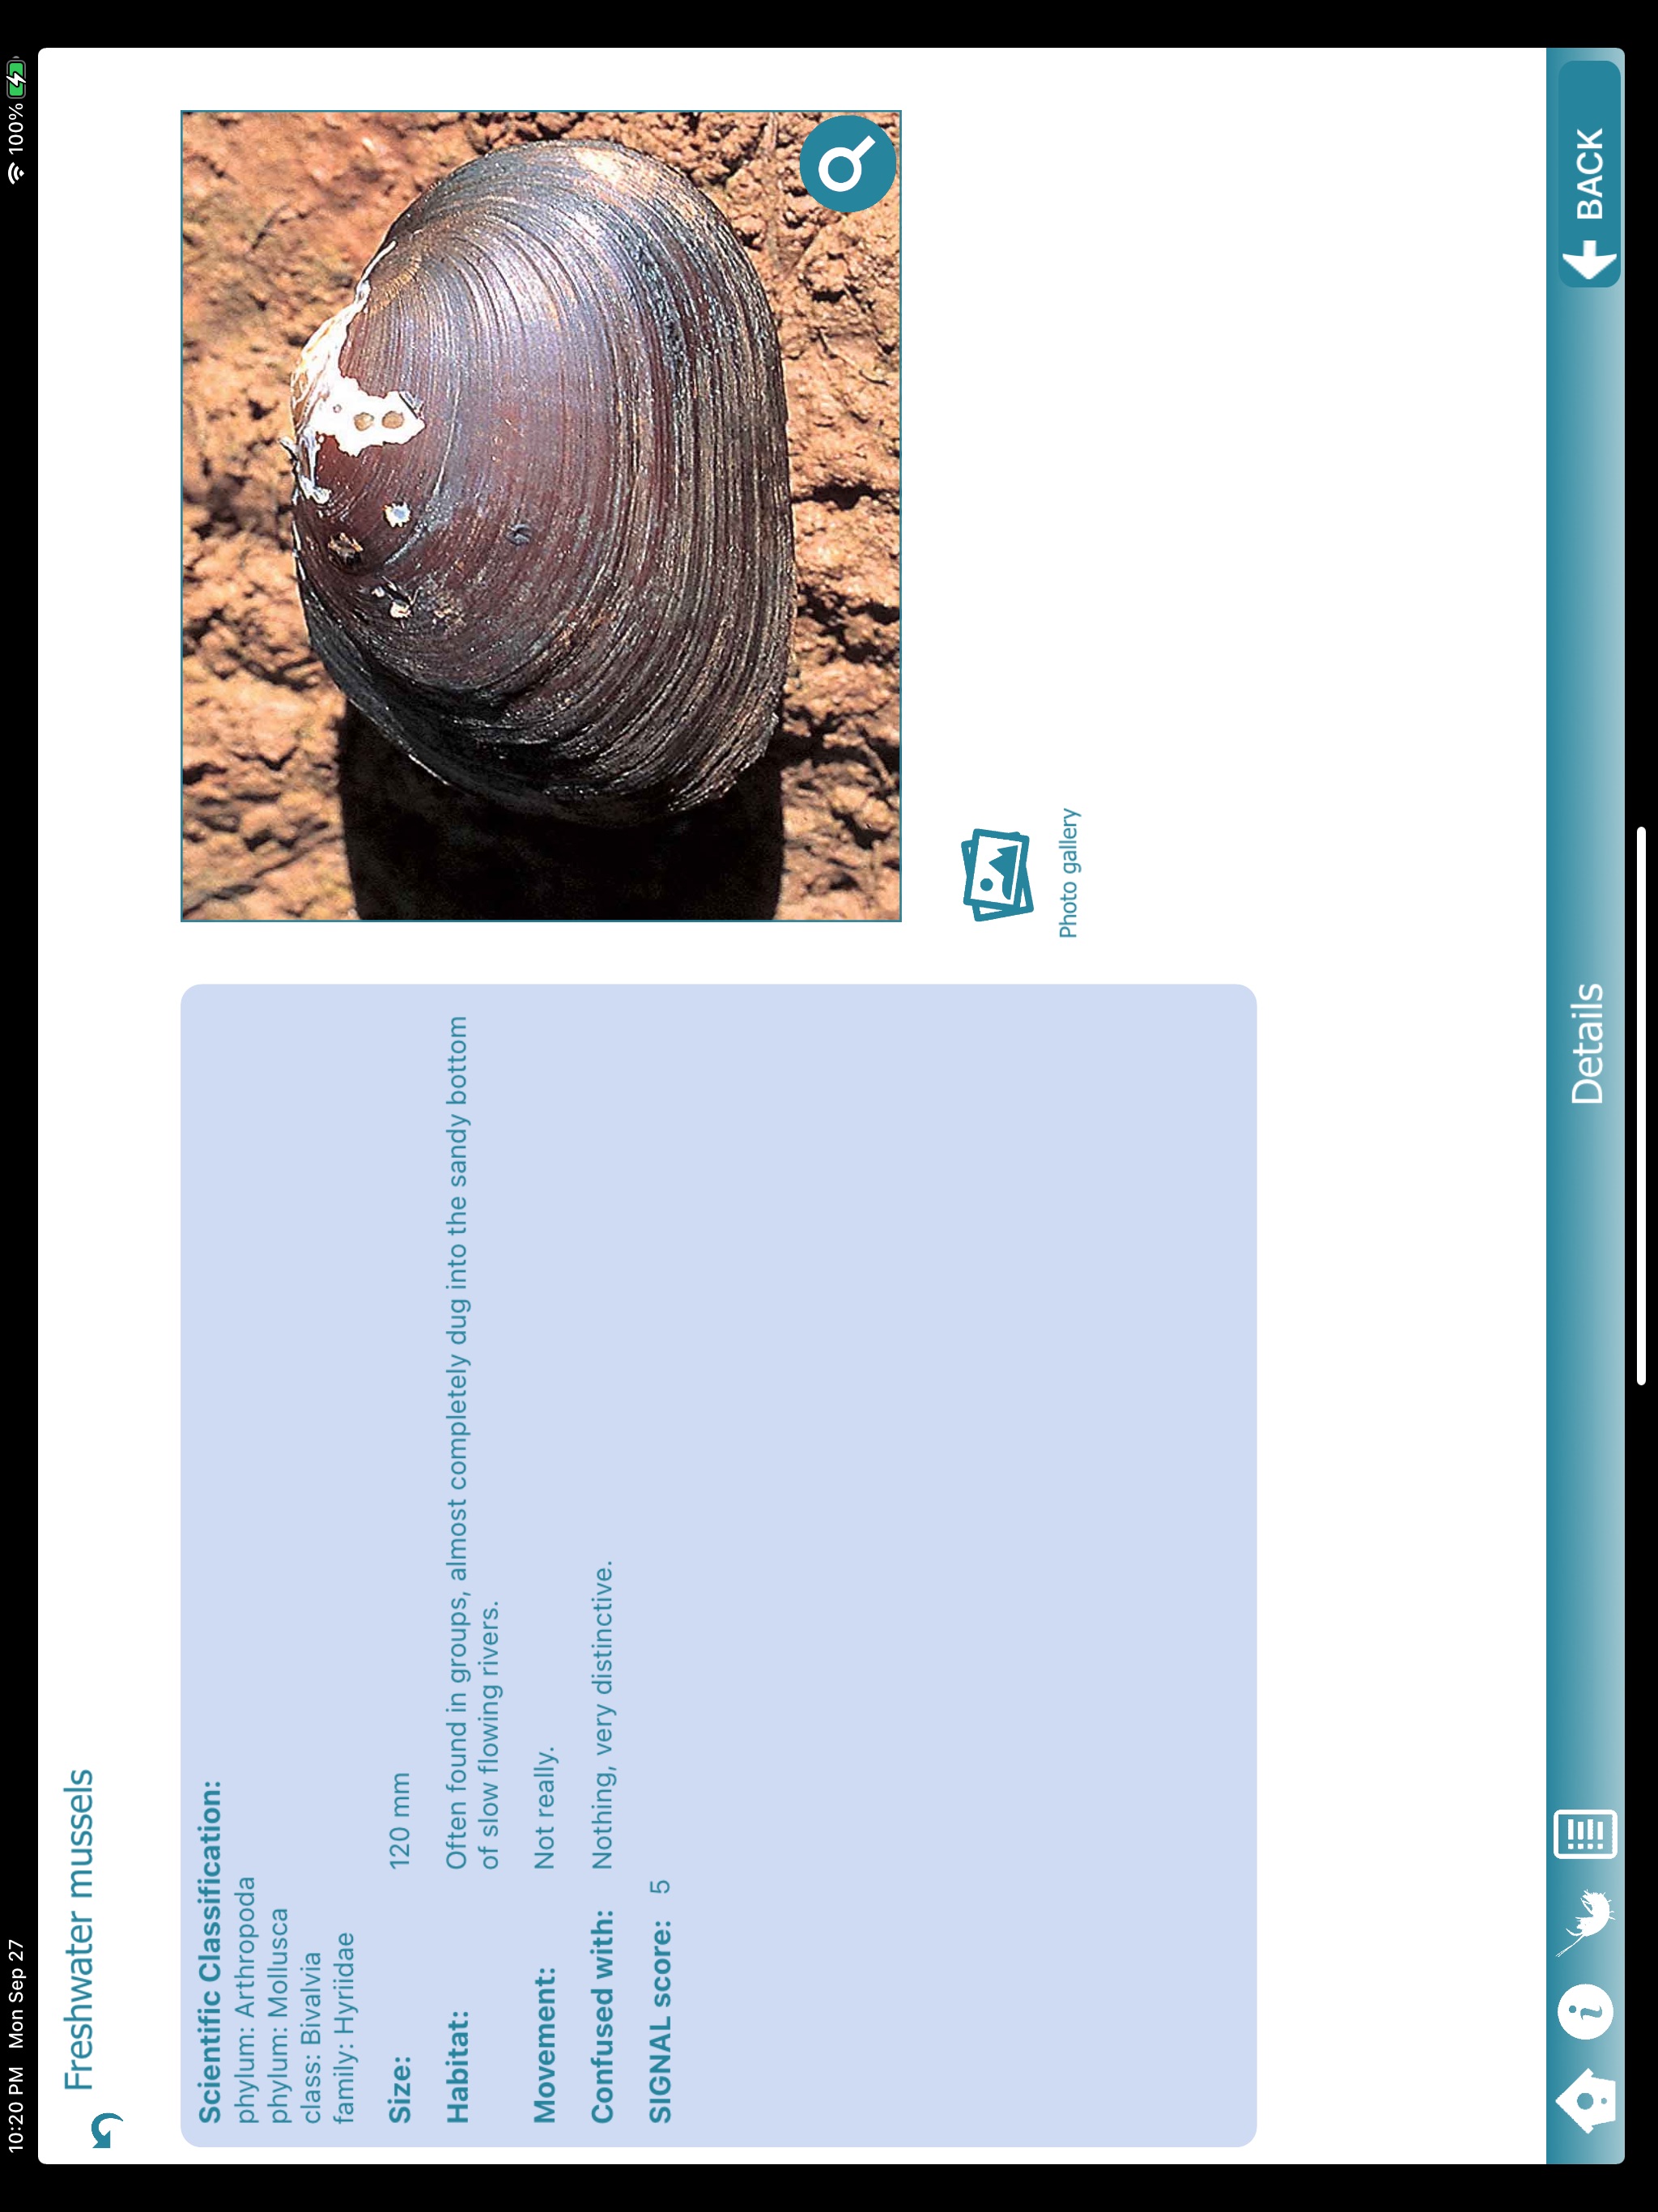 10:20 PM Mon Sep 27
100%
Freshwater mussels
Scientific Classification:
phylum: Arthropoda
phylum: Mollusca
class: Bivalvia
family: Hyriidae
Size: 120 mm
Habitat: Often found in groups, almost completely dug into the sandy bottom
of slow flowing rivers.
Movement: Not really.
Confused with: Nothing, very distinctive.
SIGNAL score: 5
Photo gallery
Details
BACK